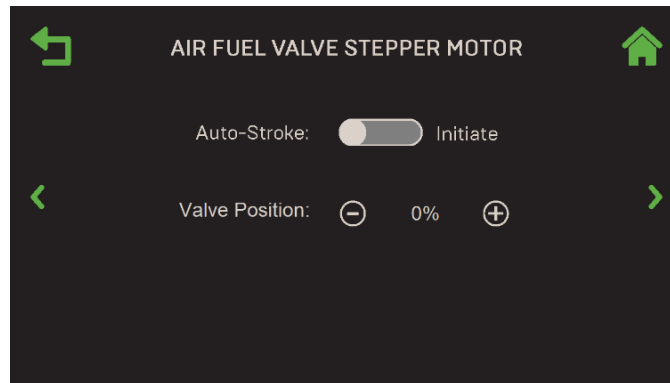 AIR FUEL VALVE STEPPER MOTOR
Auto-Stroke: Initiate
Valve Position: 0%